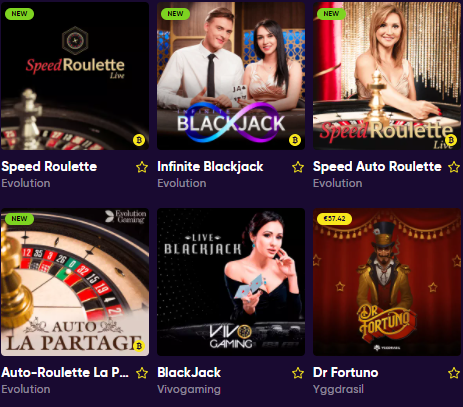 NEW
Speed Roulette
Live
Speed Roulette
Evolution
NEW
INFINITE
BLACKJACK
Infinite Blackjack
Evolution
NEW
Speed Roulette
Live
Speed Auto Roulette
Evolution
NEW
Evolution
Gaming
AUTO
LA PARTAGE
Auto-Roulette La P...
Evolution
LIVE
BLACKJACK
VIVO
GAMING
BlackJack
Vivogaming
€57.42
DR
FORTUNO
YGGDRASIL
Dr Fortuno
Yggdrasil